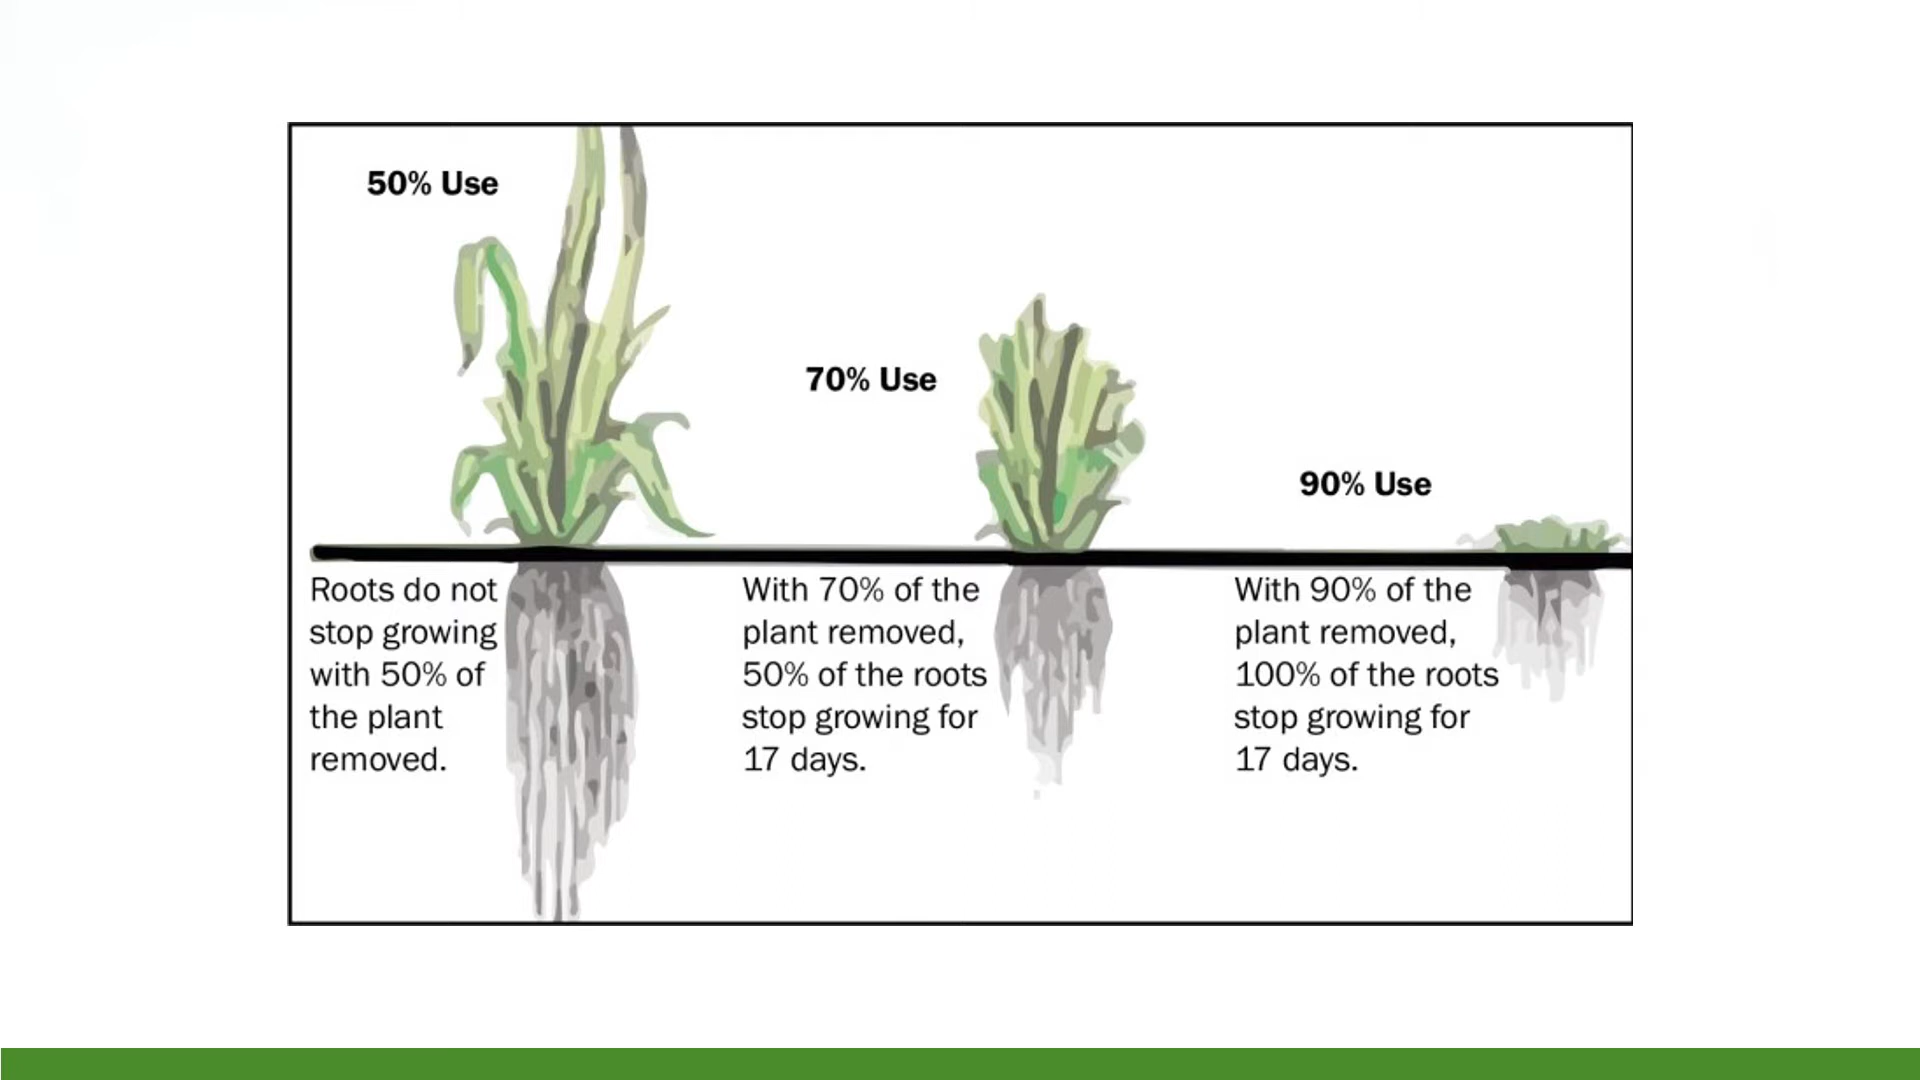 50% Use
Roots do not
stop growing
with 50% of
the plant
removed.
70% Use
With 70% of the
plant removed,
50% of the roots
stop growing for
17 days.
90% Use
With 90% of the
plant removed,
100% of the roots
stop growing for
17 days.